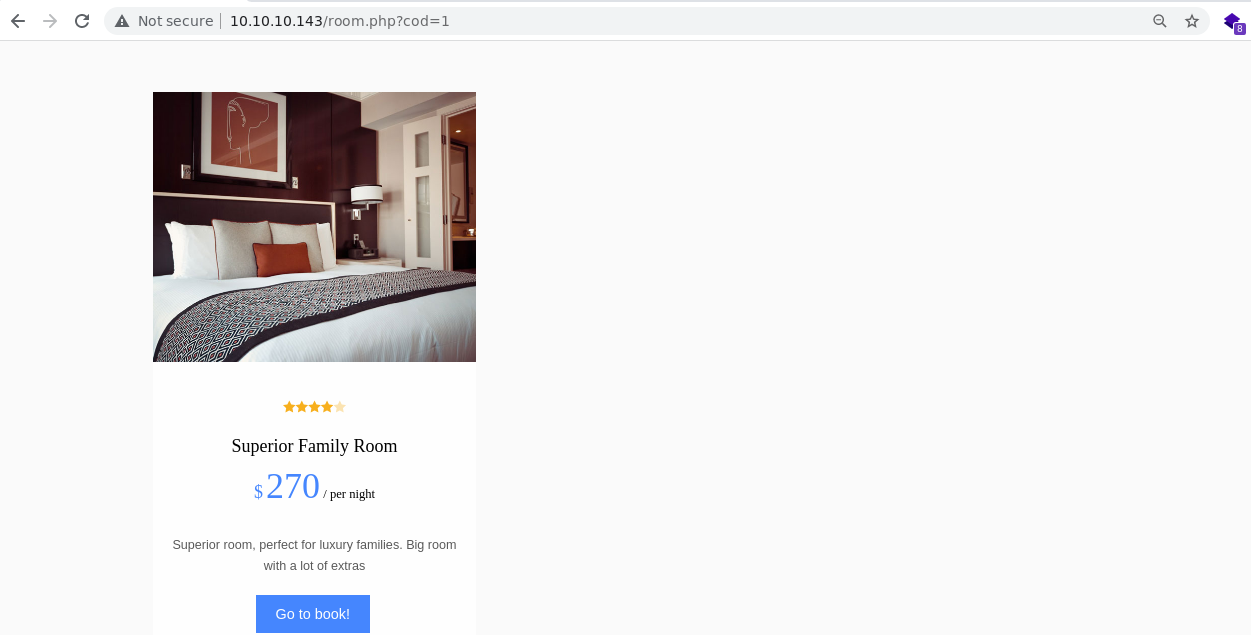 Not secure 10.10.10.143/room.php?cod=1
8
Superior Family Room
$ 270 / per night
Superior room, perfect for luxury families. Big room
with a lot of extras
Go to book!